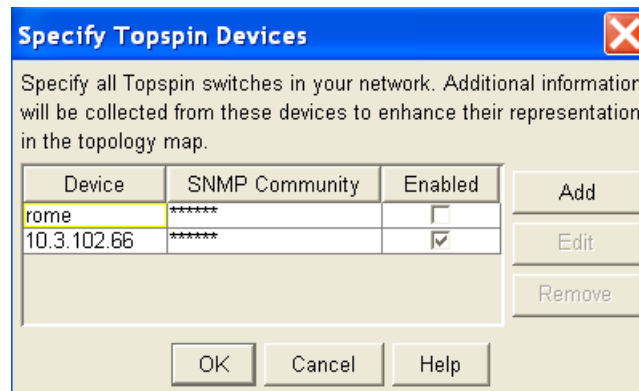 Specify Topspin Devices
Specify all Topspin switches in your network. Additional information
will be collected from these devices to enhance their representation
in the topology map.
Device SNMP Community Enabled
rome ******
10.3.102.66 ******
Add
Edit
Remove
OK Cancel Help